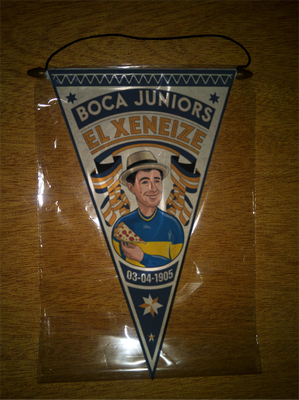 BOCA JUNIORS
EL XENEIZE
03-04-1905